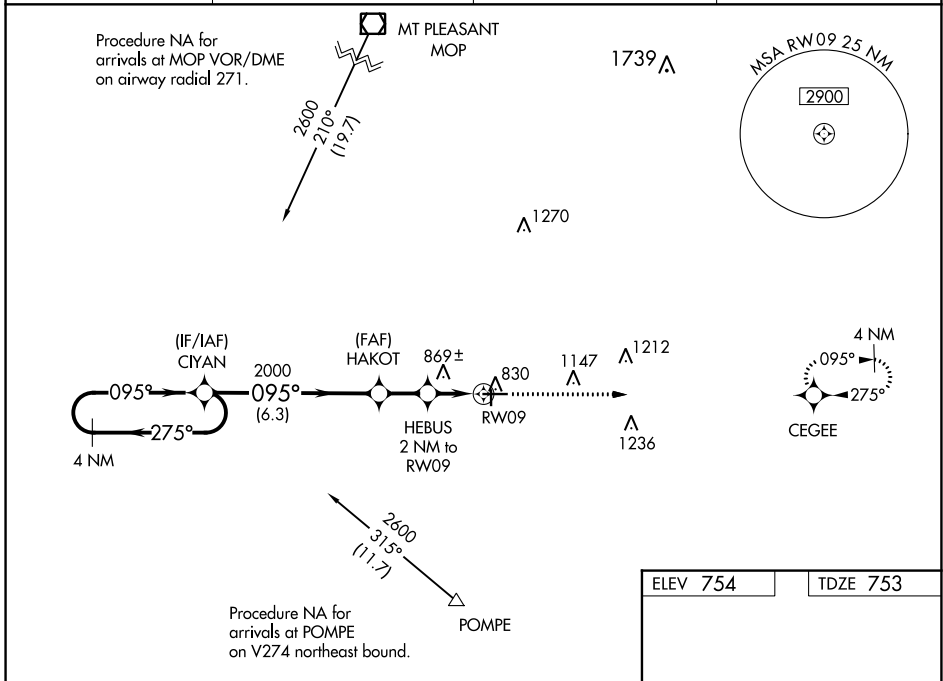 Procedure NA for
arrivals at MOP VOR/DME
on airway radial 271.
MT PLEASANT
MOP
2600
210°
(19.7)
1739
MSA RW09 25 NM
2900
1270
(IF/IAF)
CIYAN
2000
095°
(6.3)
095°
275°
4 NM
(FAF)
HAKOT
869±
HEBUS
2 NM to
RW09
830
RW09
1147
1212
1236
4 NM
095°
275°
CEGEE
2600
315°
(11.7)
POMPE
Procedure NA for
arrivals at POMPE
on V274 northeast bound.
ELEV 754
TDZE 753